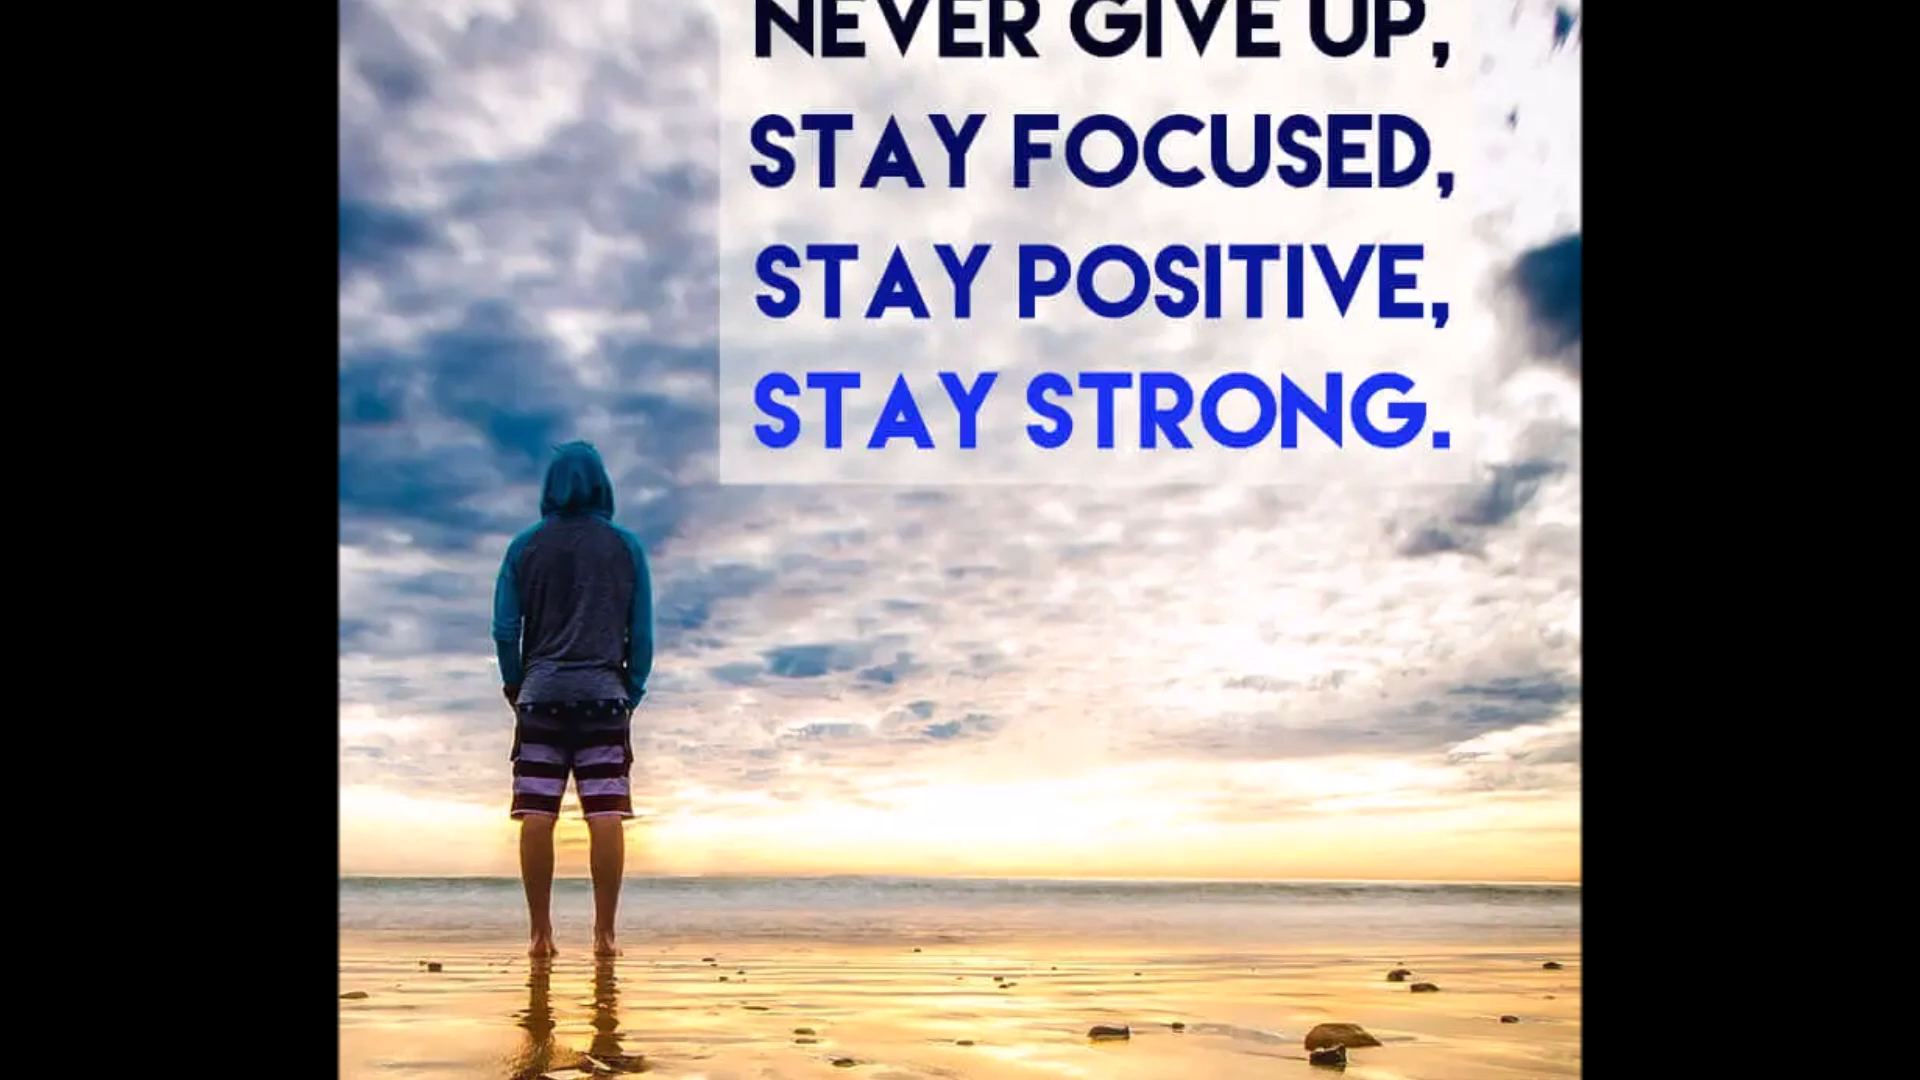 NEVER GIVE UP,
STAY FOCUSED,
STAY POSITIVE,
STAY STRONG.